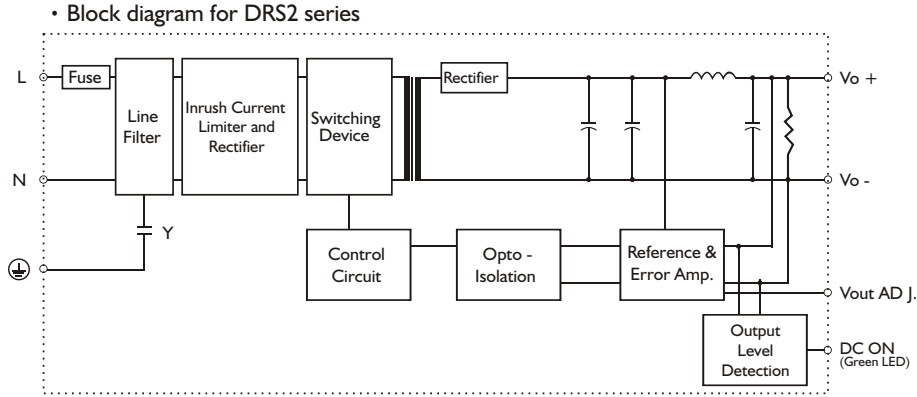 • Block diagram for DRS2 series
L
Fuse
Line
Filter
Inrush Current
Limiter and
Rectifier
Switching
Device
Rectifier
Vo +
N
Vo -
Y
Control
Circuit
Opto -
Isolation
Reference &
Error Amp.
Vout AD J.
Output
Level
Detection
DC ON
(Green LED)